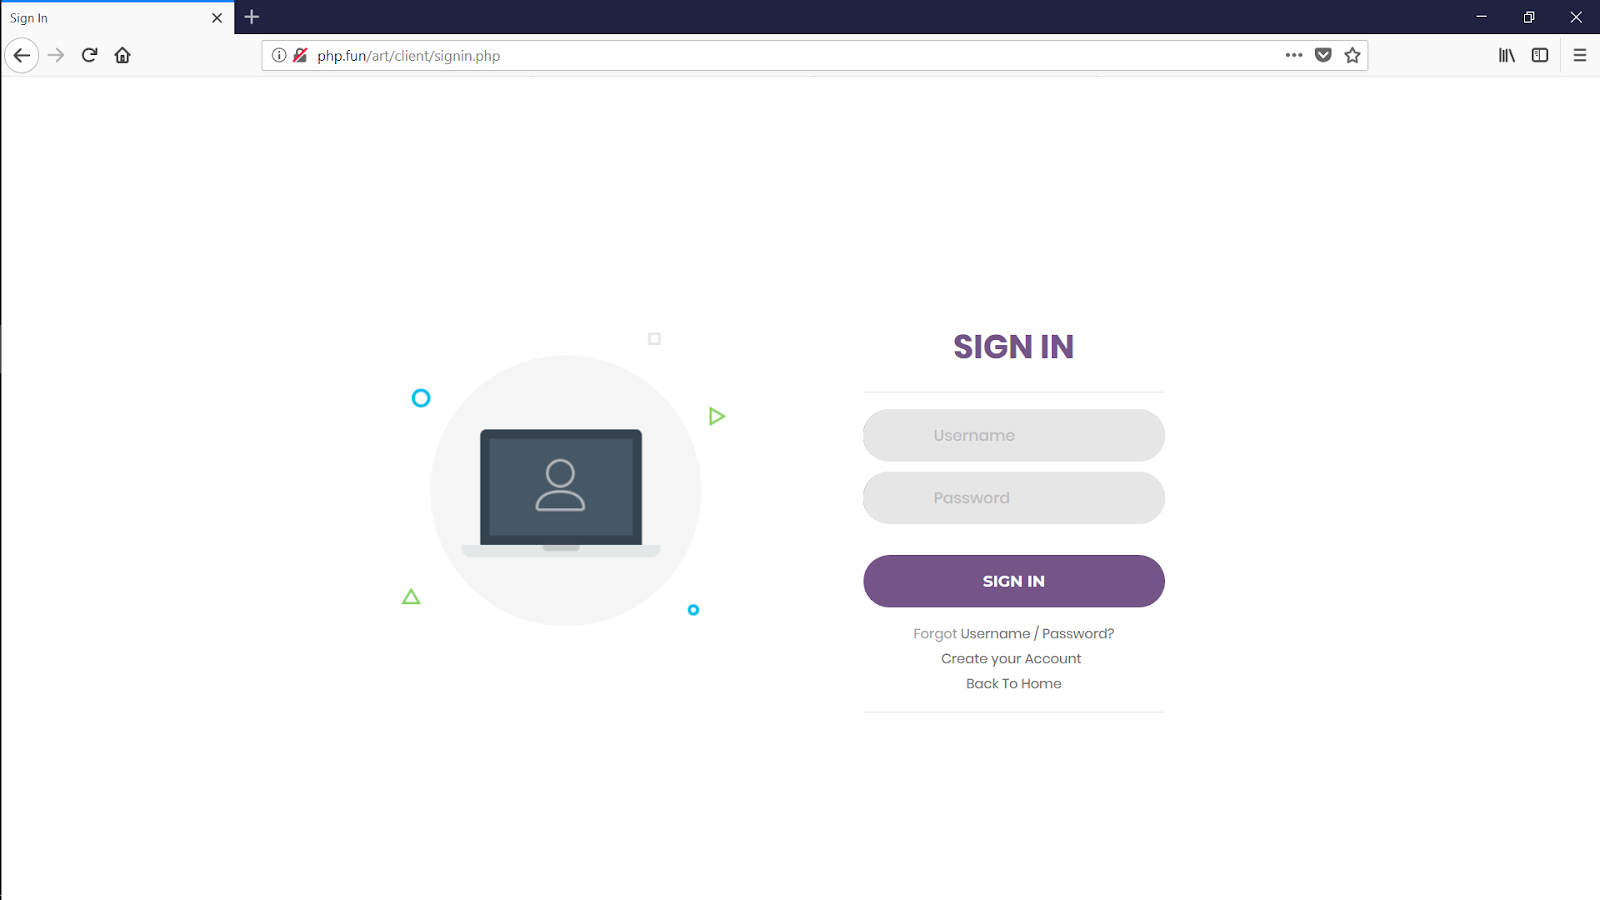 Sign In
php.fun/art/client/signin.php
SIGN IN
Username
Password
SIGN IN
Forgot Username / Password?
Create your Account
Back To Home